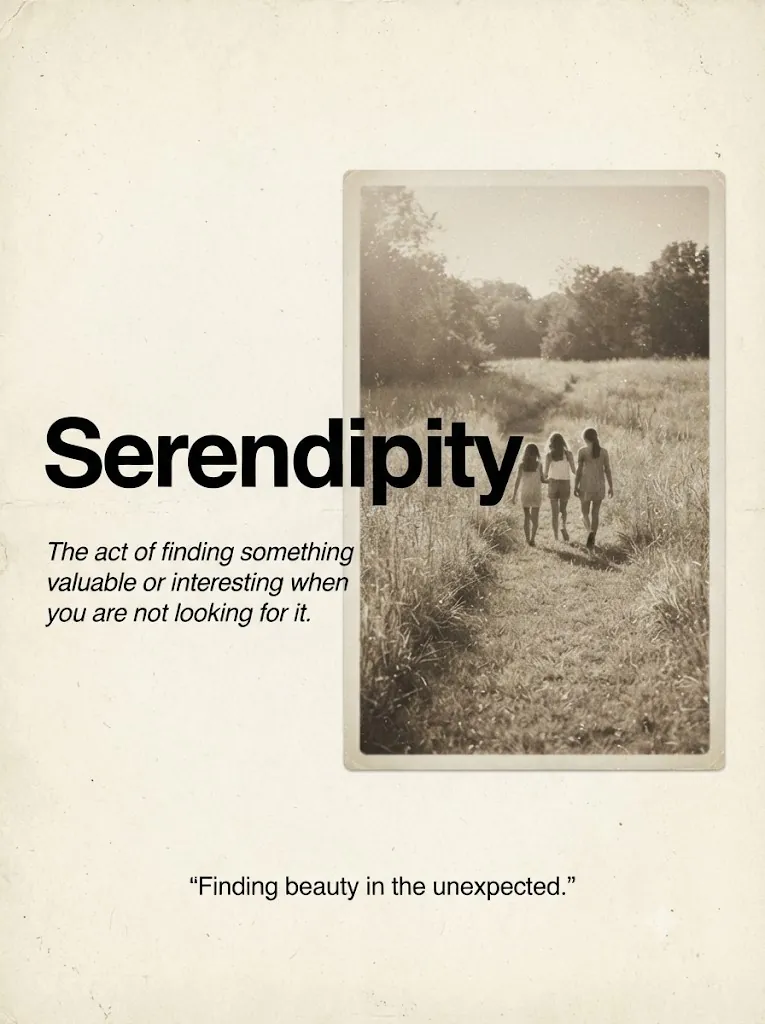 Serendipity
The act of finding something
valuable or interesting when
you are not looking for it.
“Finding beauty in the unexpected.”